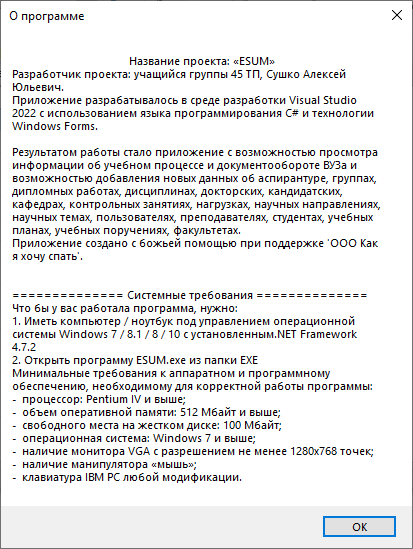 О программе
Название проекта: «ESUM»
Разработчик проекта: учащийся группы 45 ТП, Сушко Алексей
Юльевич.
Приложение разрабатывалось в среде разработки Visual Studio
2022 с использованием языка программирования C# и технологии
Windows Forms.
Результатом работы стало приложение с возможностью просмотра
информации об учебном процессе и документообороте ВУЗа и
возможностью добавления новых данных об аспирантуре, группах,
дипломных работах, дисциплинах, докторских, кандидатских,
кафедрах, контрольных занятиях, нагрузках, научных направлениях,
научных темах, пользователях, преподавателях, студентах, учебных
планах, учебных поручениях, факультетах.
Приложение создано с божьей помощью при поддержке 'ООО Как
я хочу спать'.
============== Системные требования ==============
Что бы у вас работала программа, нужно:
1. Иметь компьютер / ноутбук под управлением операционной
системы Windows 7 / 8.1 / 8 / 10 с установленным.NET Framework
4.7.2
2. Открыть программу ESUM.exe из папки EXE
Минимальные требования к аппаратном и программному
обеспечению, необходимому для корректной работы программы:
- процессор: Pentium IV и выше;
- объем оперативной памяти: 512 Мбайт и выше;
- свободного места на жестком диске: 100 Мбайт;
- операционная система: Windows 7 и выше;
- наличие монитора VGA с разрешением не менее 1280x768 точек;
- наличие манипулятора «мышь»;
- клавиатура IBM PC любой модификации.
ОК